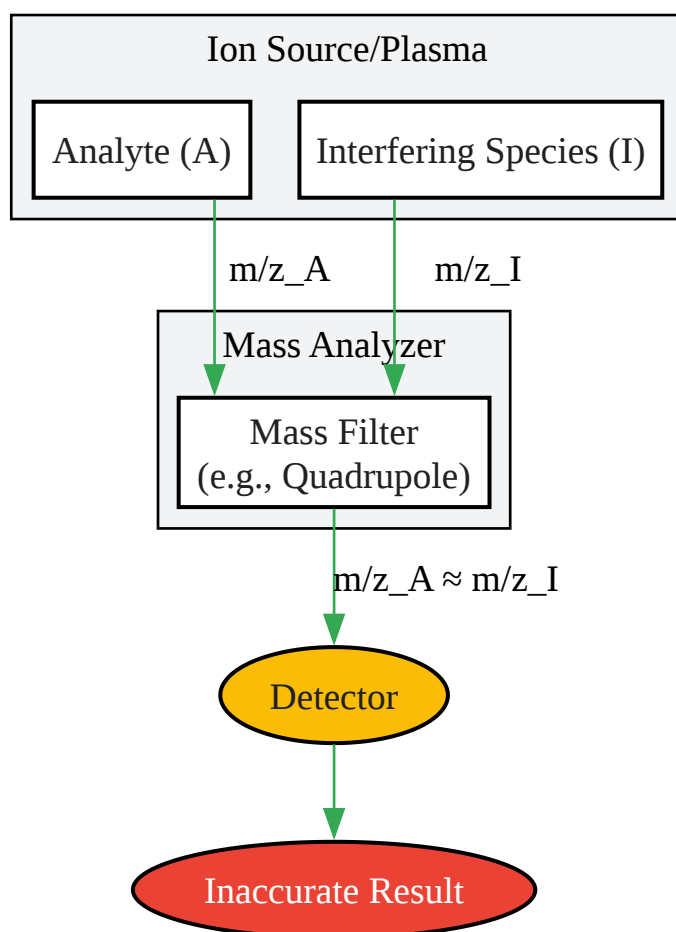 Ion Source/Plasma
Analyte (A)
Interfering Species (I)
m/z_A
m/z_I
Mass Analyzer
Mass Filter
(e.g., Quadrupole)
m/z_A ≈ m/z_I
Detector
Inaccurate Result